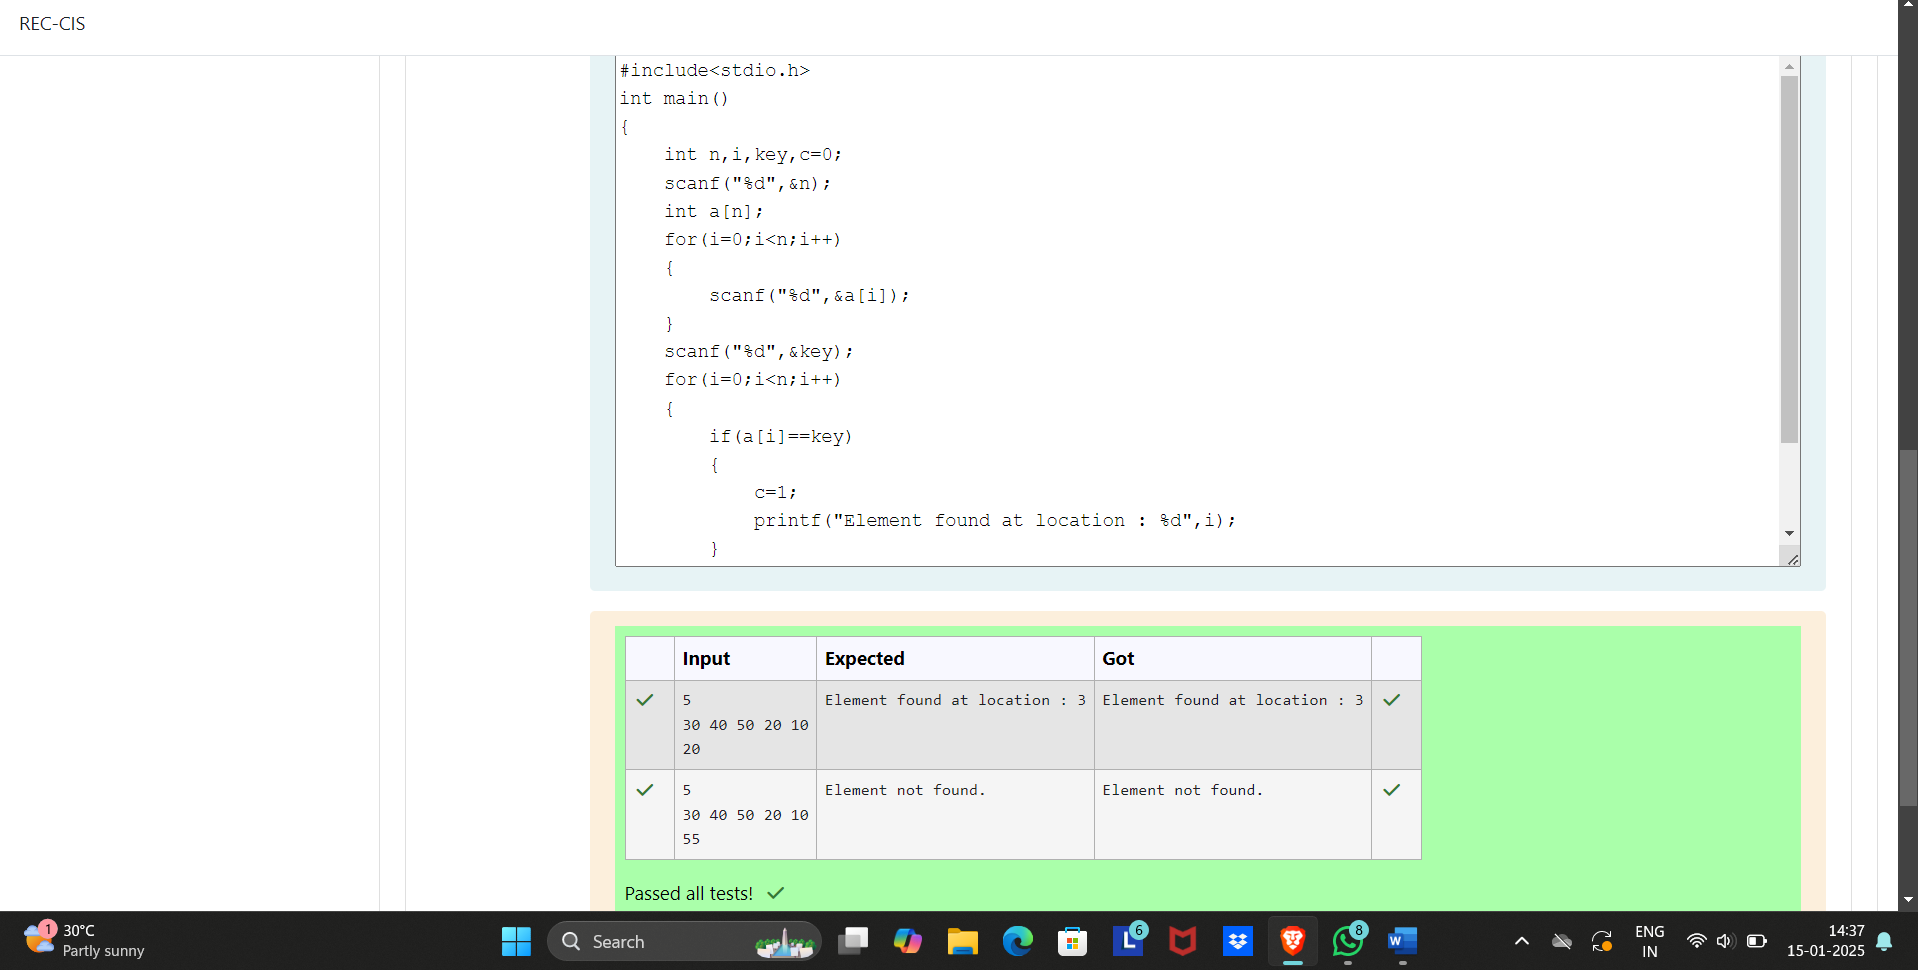 REC-CIS
#include<stdio.h>
int main()
{
    int n,i,key,c=0;
    scanf("%d",&n);
    int a[n];
    for(i=0;i<n;i++)
    {
        scanf("%d",&a[i]);
    }
    scanf("%d",&key);
    for(i=0;i<n;i++)
    {
        if(a[i]==key)
        {
            c=1;
            printf("Element found at location : %d",i);
        }
Input Expected Got
5 Element found at location : 3 Element found at location : 3
30 40 50 20 10
20
5 Element not found. Element not found.
30 40 50 20 10
55
Passed all tests!
1 30°C
Partly sunny
Search
L 6
8
W
ENG
IN
14:37
15-01-2025